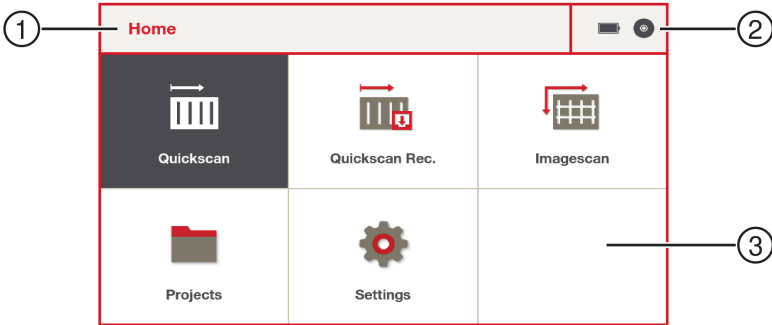 1
Home
2
Quickscan
Quickscan Rec.
Imagescan
3
Projects
Settings